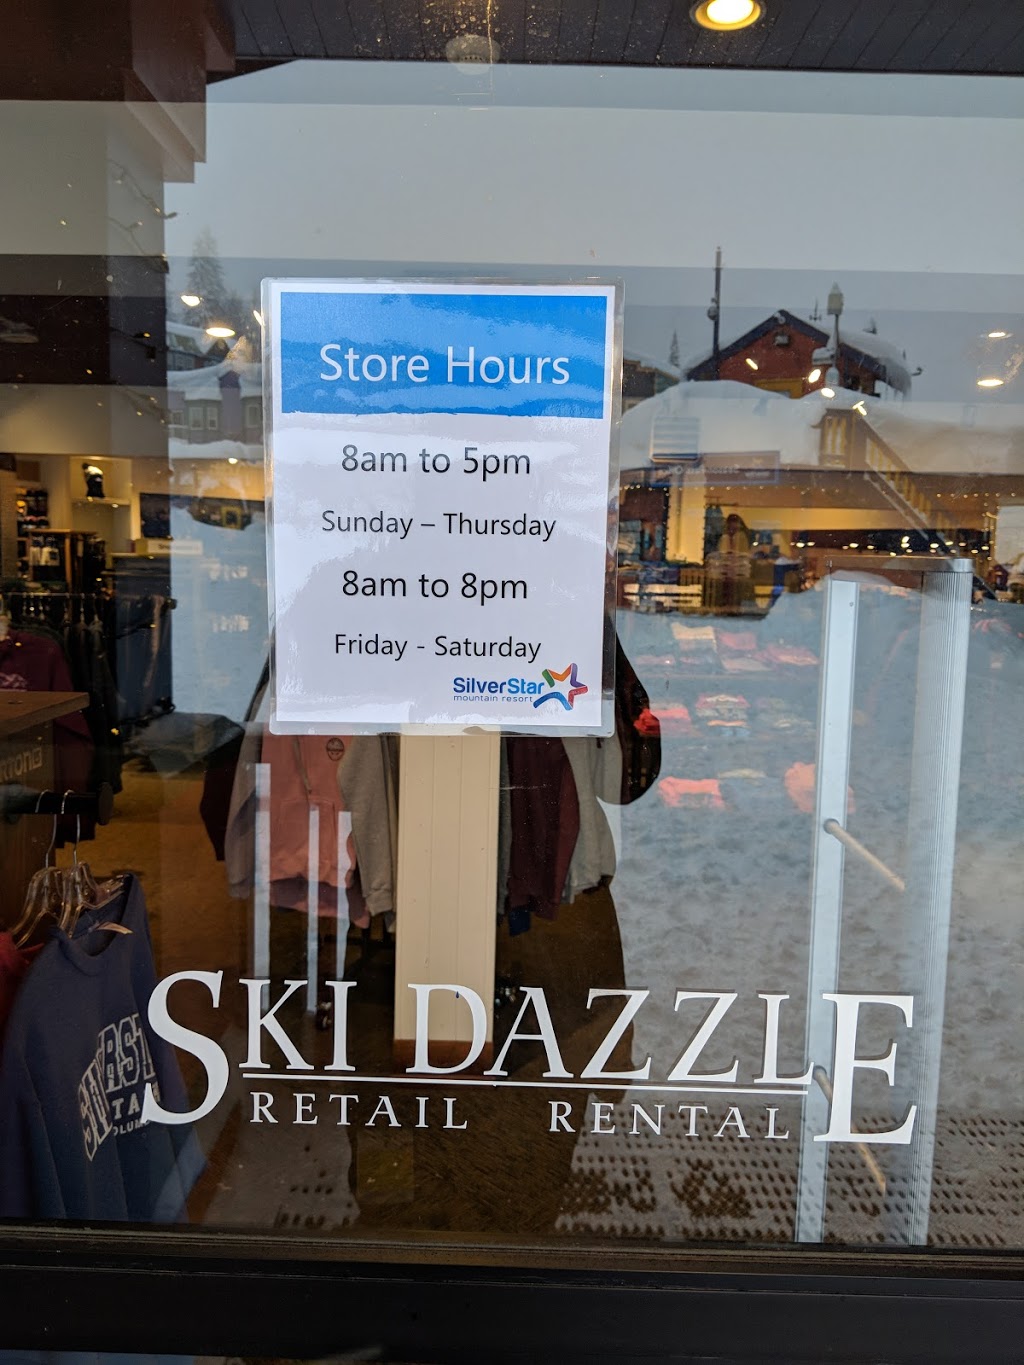 Store Hours
8am to 5pm
Sunday – Thursday
8am to 8pm
Friday - Saturday
SilverStar
mountain resort
SKI DAZZLE
RETAIL RENTAL